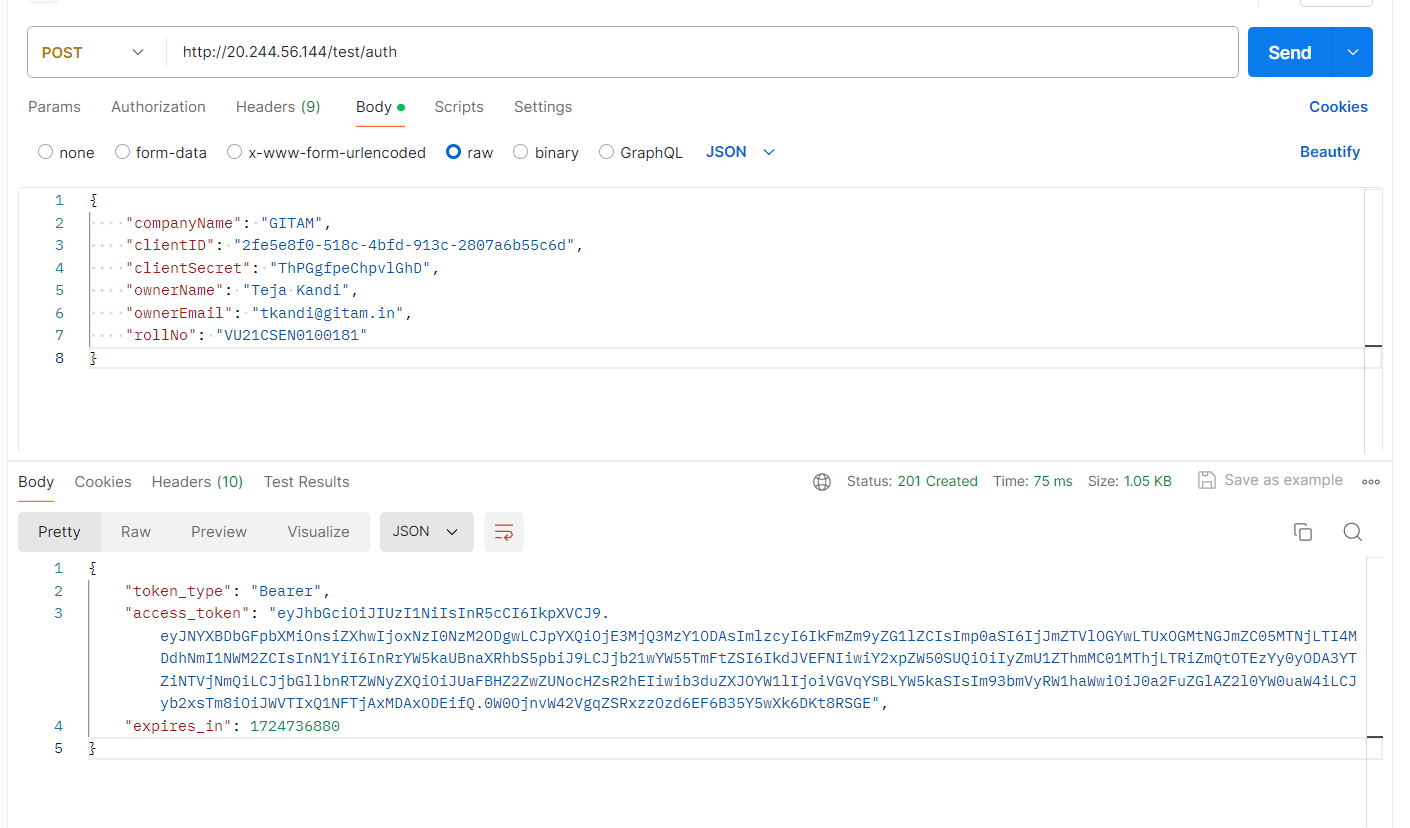 POST
http://20.244.56.144/test/auth
Send
Params Authorization Headers (9) Body Scripts Settings Cookies
none form-data x-www-form-urlencoded raw binary GraphQL JSON Beautify
1 {
2 "companyName": "GITAM",
3 "clientID": "2fe5e8f0-518c-4bfd-913c-2807a6b55c6d",
4 "clientSecret": "ThPGgfpeChpvlGhD",
5 "ownerName": "Teja Kandi",
6 "ownerEmail": "tkandi@gitam.in",
7 "rollNo": "VU21CSEN0100181"
8 }
Body Cookies Headers (10) Test Results Status: 201 Created Time: 75 ms Size: 1.05 KB Save as example
Pretty Raw Preview Visualize JSON
1 {
2 "token_type": "Bearer",
3 "access_token": "eyJhbGciOiJIUzI1NiIsInR5cCI6IkpXVCJ9.
eyJNYXBDbGFpbXMiOnsiZXhwIjoxNzI0NzM2ODgwLCJpYXQiOjE3MjQ3MzY1ODAsImlzcyI6IkFmZm9yZG1lZCIsImp0aSI6IjJmZTVlOGYwLTUxOGMtNGJmZC05MTNjLTI4M
DdhNmI1NWM2ZCIsInN1YiI6InRrYW5kaUBnaXRhbS5pbiJ9LCJjb21wYW55TmFtZSI6IkdJVEFNIiwiY2xpZW50SUQiOiIyZmU1ZThmMC01MThjLTRiZmQtOTEzYy0yODA3YT
ZiNTVjNmQiLCJjbGllbnRTZWNyZXQiOiJUaFBHZ2ZwZUNocHZsR2hEIiwib3duZXJOYW1lIjoiVGVqYSBLYW5kaSIsIm93bmVyRW1haWwiOiJ0a2FuZGlAZ2l0YW0uaW4iLCJ
yb2xsTm8iOiJWVTIxQ1NFTjAxMDAxODEifQ.0W0OjnvW42VgqZSRxzzOzd6EF6B35Y5wXk6DKt8RSGE",
4 "expires_in": 1724736880
5 }